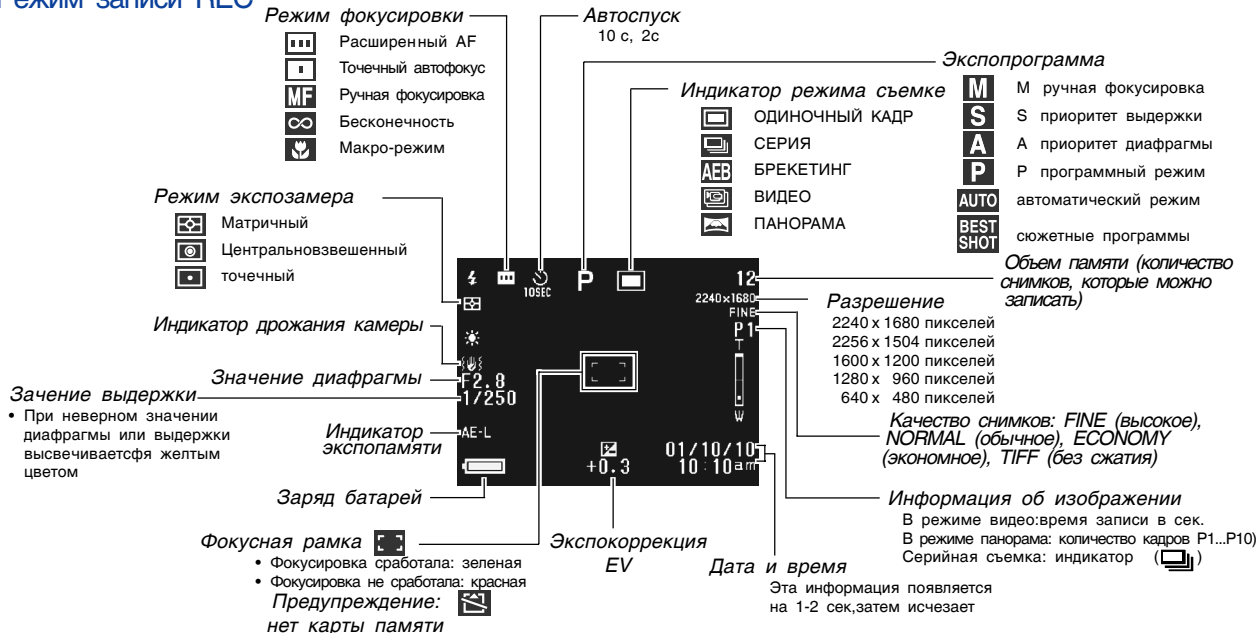 Режим записи REC
Режим фокусировки
Расширенный AF
Точечный автофокус
MF Ручная фокусировка
Бесконечность
Макро-режим
Автоспуск
10 с, 2с
Индикатор режима съемке
ОДИНОЧНЫЙ КАДР
СЕРИЯ
AEB БРЕКЕТИНГ
ВИДЕО
ПАНОРАМА
Экспопрограмма
M М ручная фокусировка
S S приоритет выдержки
A А приоритет диафрагмы
P Р программный режим
AUTO автоматический режим
BEST SHOT сюжетные программы
Режим экспозамера
Матричный
Центральновзвешенный
точечный
Индикатор дрожания камеры
Значение диафрагмы
Зачение выдержки
• При неверном значении
диафрагмы или выдержки
высвечиваетсфя желтым
цветом
Индикатор
экспопамяти
Заряд батарей
10SEC
P
12
2240x1680
FINE
P 1
T
W
F2.8
1/250
AE-L
+0.3
01/10/10
10:10am
Объем памяти (количество
снимков, которые можно
записать)
Разрешение
2240 x 1680 пикселей
2256 x 1504 пикселей
1600 x 1200 пикселей
1280 x 960 пикселей
640 x 480 пикселей
Качество снимков: FINE (высокое),
NORMAL (обычное), ECONOMY
(экономное), TIFF (без сжатия)
Информация об изображении
В режиме видео:время записи в сек.
В режиме панорама: количество кадров P1...P10)
Серийная съемка: индикатор ( )
Фокусная рамка
• Фокусировка сработала: зеленая
• Фокусировка не сработала: красная
Предупреждение:
нет карты памяти
Экспокоррекция
EV
Дата и время
Эта информация появляется
на 1-2 сек,затем исчезает